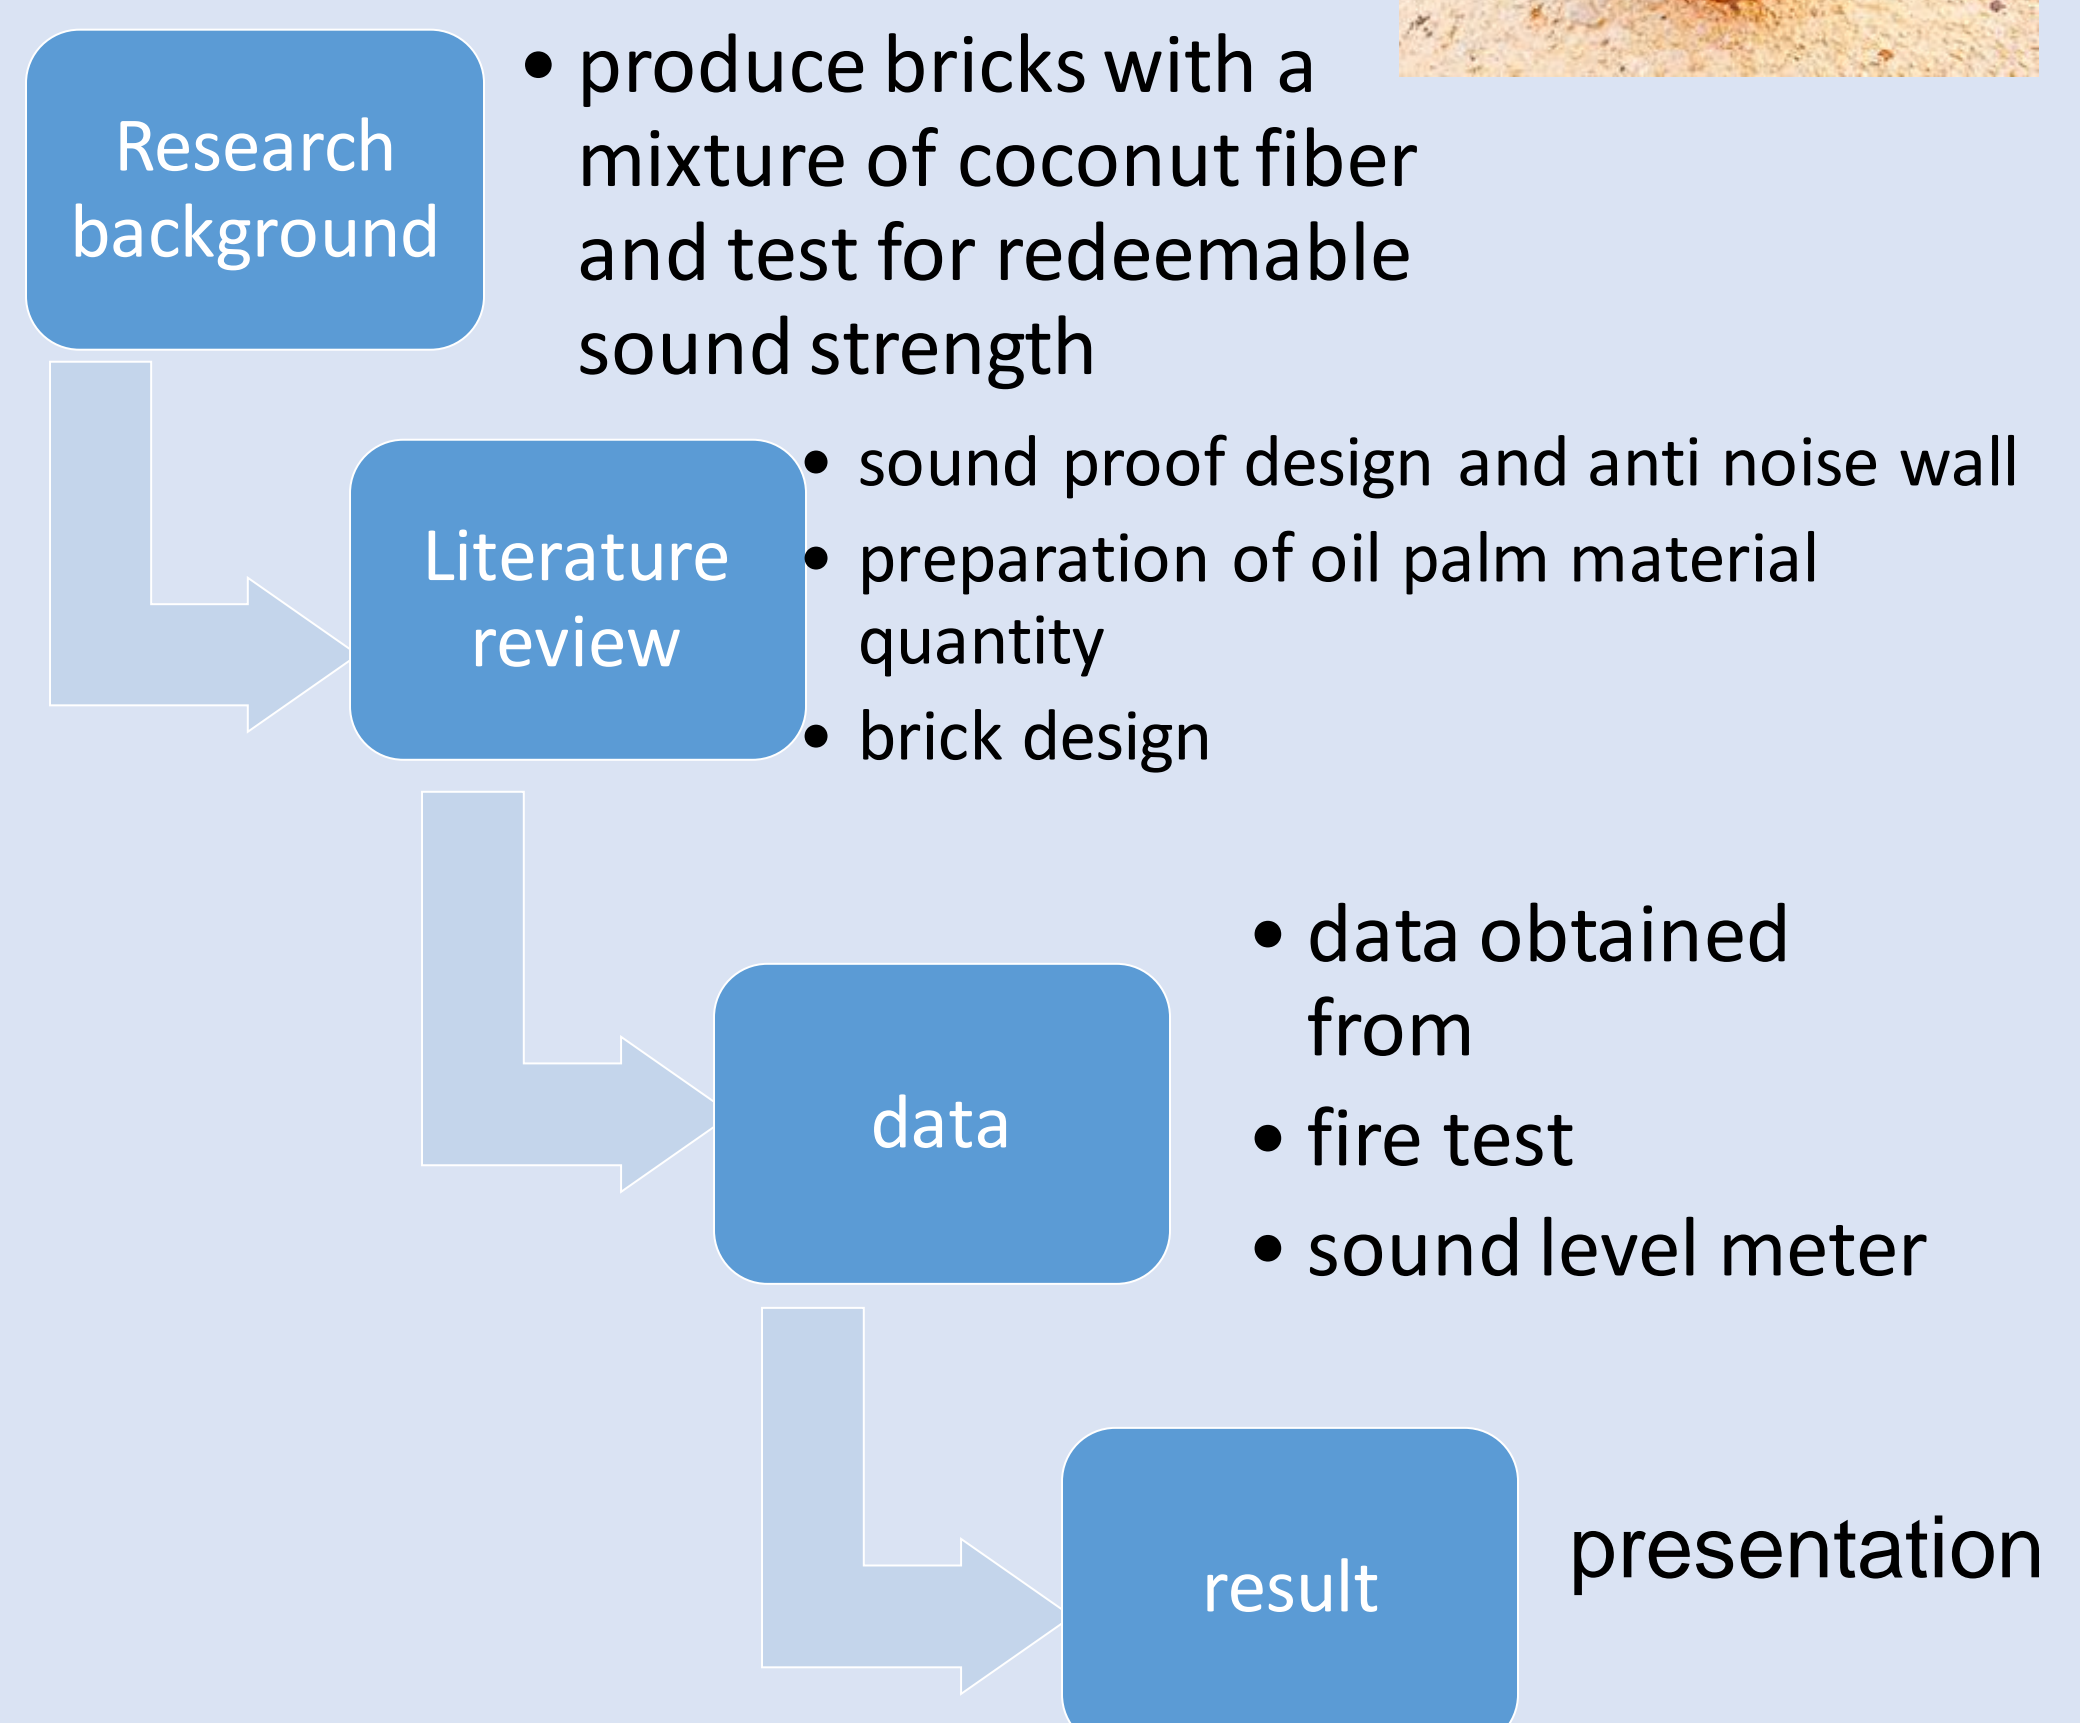 Research
background
• produce bricks with a
mixture of coconut fiber
and test for redeemable
sound strength
Literature
review
• sound proof design and anti noise wall
• preparation of oil palm material
quantity
• brick design
data
• data obtained
from
• fire test
• sound level meter
result
presentation